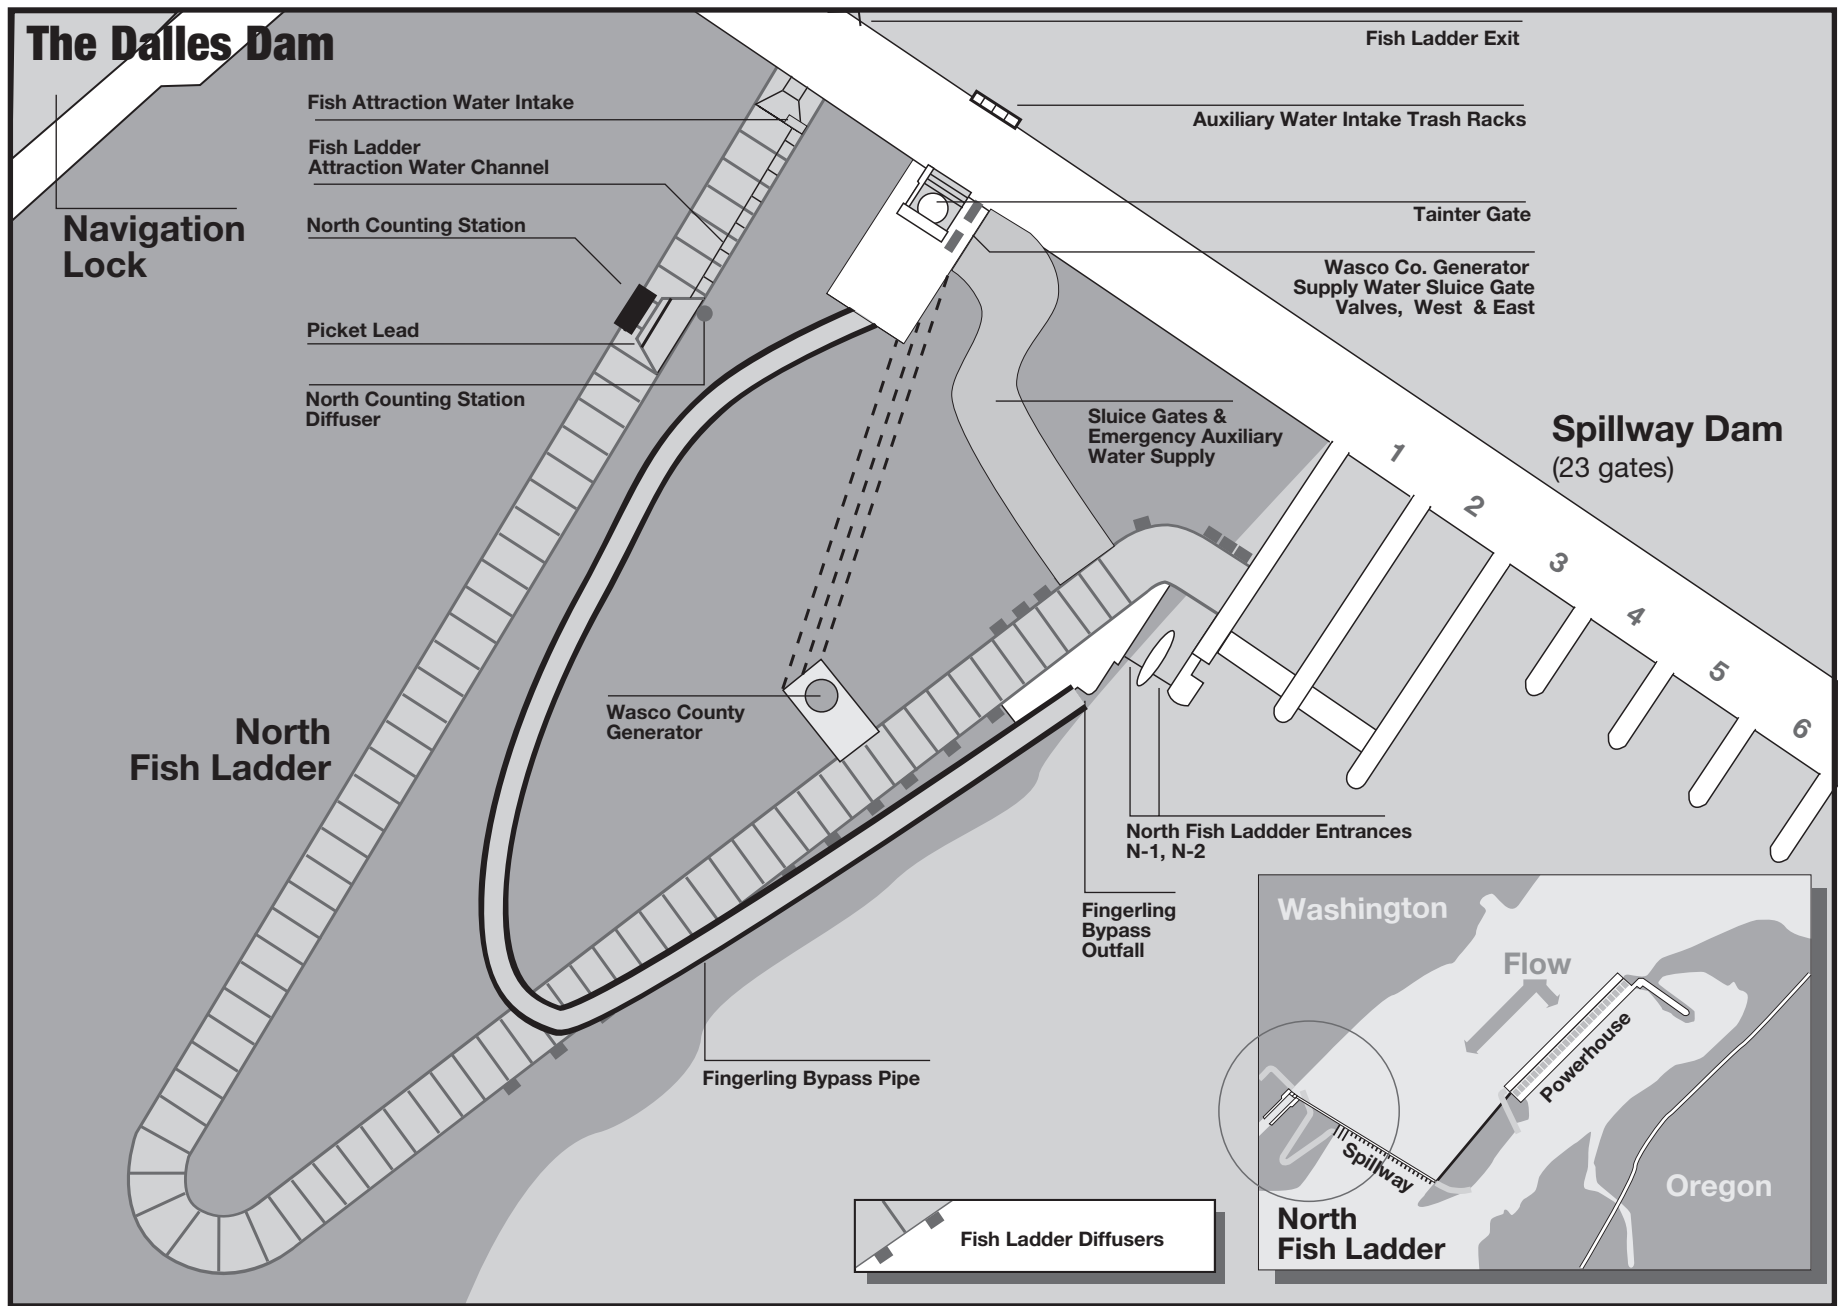 The Dalles Dam
Fish Ladder Exit
Fish Attraction Water Intake
Auxiliary Water Intake Trash Racks
Fish Ladder
Attraction Water Channel
Navigation
Lock
North Counting Station
Tainter Gate
Wasco Co. Generator
Supply Water Sluice Gate
Valves, West & East
Picket Lead
North Counting Station
Diffuser
Sluice Gates &
Emergency Auxiliary
Water Supply
Spillway Dam
(23 gates)
1
2
3
4
5
6
North
Fish Ladder
Wasco County
Generator
North Fish Laddder Entrances
N-1, N-2
Fingerling
Bypass
Outfall
Fingerling Bypass Pipe
Fish Ladder Diffusers
Washington
Flow
Powerhouse
Spillway
Oregon
North
Fish Ladder